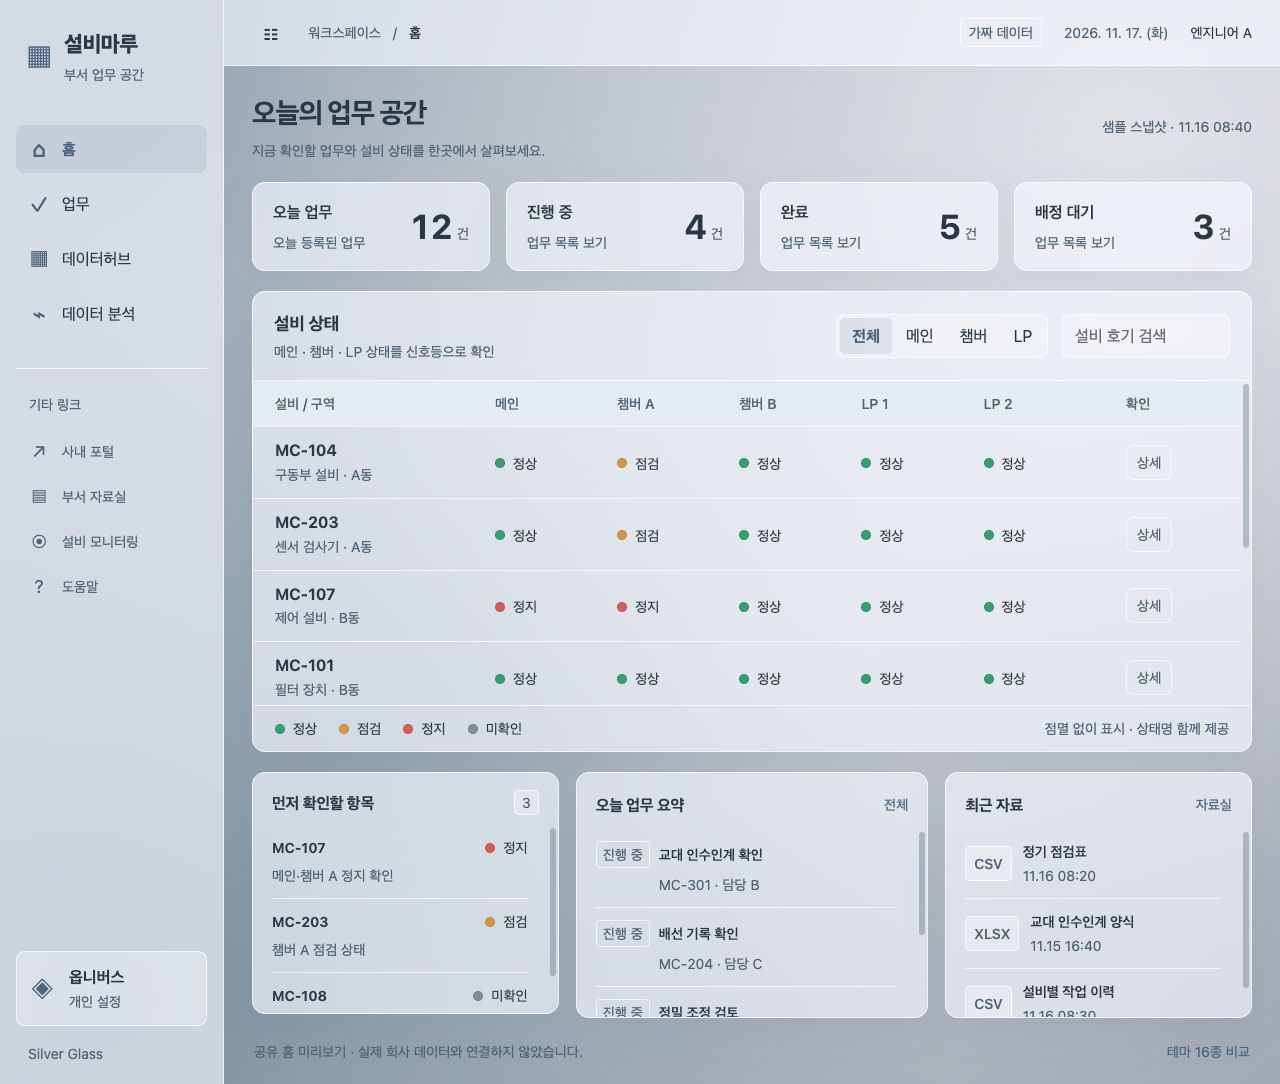 설비마루
부서 업무 공간
홈
업무
데이터허브
데이터 분석
기타 링크
사내 포털
부서 자료실
설비 모니터링
? 도움말
옵니버스
개인 설정
Silver Glass
워크스페이스 / 홈
가짜 데이터
2026. 11. 17. (화)
엔지니어 A
오늘의 업무 공간
지금 확인할 업무와 설비 상태를 한곳에서 살펴보세요.
샘플 스냅샷 · 11.16 08:40
오늘 업무
오늘 등록된 업무
12 건
진행 중
업무 목록 보기
4 건
완료
업무 목록 보기
5 건
배정 대기
업무 목록 보기
3 건
설비 상태
메인 · 챔버 · LP 상태를 신호등으로 확인
전체 메인 챔버 LP
설비 호기 검색
설비 / 구역 메인 챔버 A 챔버 B LP 1 LP 2 확인
MC-104
구동부 설비 · A동
정상 점검 정상 정상 정상 상세
MC-203
센서 검사기 · A동
정상 점검 정상 정상 정상 상세
MC-107
제어 설비 · B동
정지 정지 정상 정상 정상 상세
MC-101
필터 장치 · B동
정상 정상 정상 정상 정상 상세
정상 점검 정지 미확인
점멸 없이 표시 · 상태명 함께 제공
먼저 확인할 항목 3
MC-107 정지
메인·챔버 A 정지 확인
MC-203 점검
챔버 A 점검 상태
MC-108 미확인
오늘 업무 요약 전체
진행 중 교대 인수인계 확인
MC-301 · 담당 B
진행 중 배선 기록 확인
MC-204 · 담당 C
진행 중 정밀 조정 검토
최근 자료 자료실
CSV 정기 점검표
11.16 08:20
XLSX 교대 인수인계 양식
11.15 16:40
CSV 설비별 작업 이력
11.16 08:30
공유 홈 미리보기 · 실제 회사 데이터와 연결하지 않았습니다.
테마 16종 비교